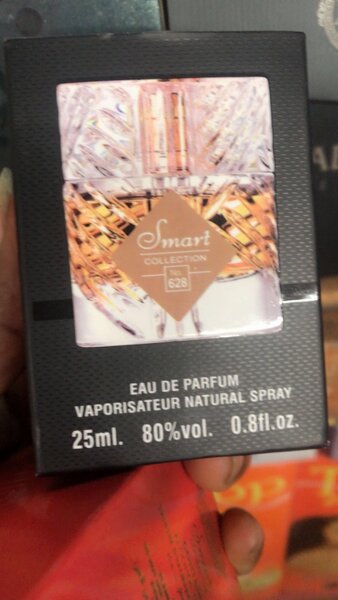 Smart
COLLECTION
No.
628
EAU DE PARFUM
VAPORISATEUR NATURAL SPRAY
25ml. 80%vol. 0.8fl.oz.